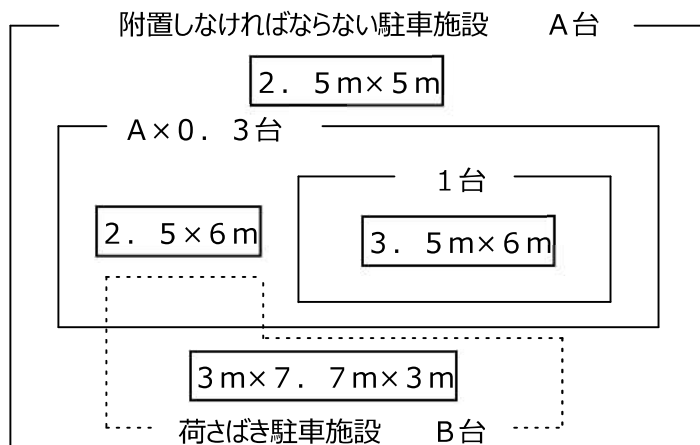 附置しなければならない駐車施設　　A台
2．5m×5m
A×0．3台
1台
2．5×6m
3．5m×6m
3m×7．7m×3m
荷さばき駐車施設　　B台